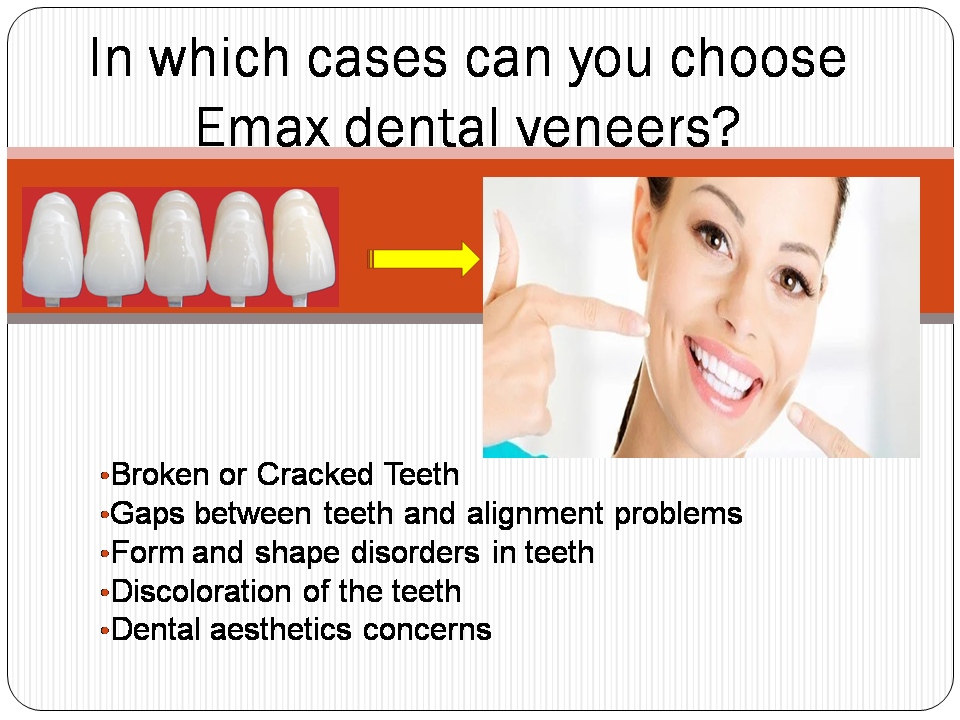 In which cases can you choose
Emax dental veneers?
•Broken or Cracked Teeth
•Gaps between teeth and alignment problems
•Form and shape disorders in teeth
•Discoloration of the teeth
•Dental aesthetics concerns